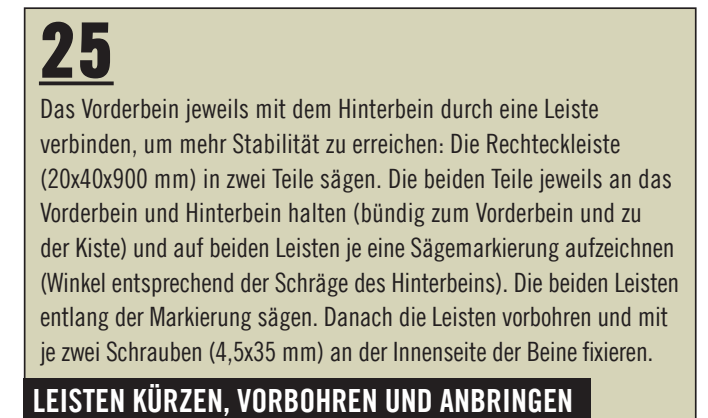 25
Das Vorderbein jeweils mit dem Hinterbein durch eine Leiste
verbinden, um mehr Stabilität zu erreichen: Die Rechteckleiste
(20x40x900 mm) in zwei Teile sägen. Die beiden Teile jeweils an das
Vorderbein und Hinterbein halten (bündig zum Vorderbein und zu
der Kiste) und auf beiden Leisten je eine Sägemarkierung aufzeichnen
(Winkel entsprechend der Schräge des Hinterbeins). Die beiden Leisten
entlang der Markierung sägen. Danach die Leisten vorbohren und mit
je zwei Schrauben (4,5x35 mm) an der Innenseite der Beine fixieren.
LEISTEN KÜRZEN, VORBOHREN UND ANBRINGEN